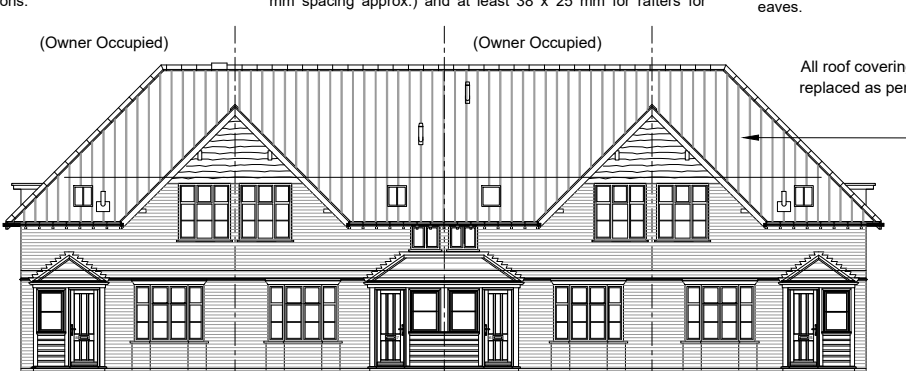 ons.
mm spacing approx.) and at least 38 x 25 mm for rafters for
eaves.
(Owner Occupied)
(Owner Occupied)
All roof covering
replaced as per